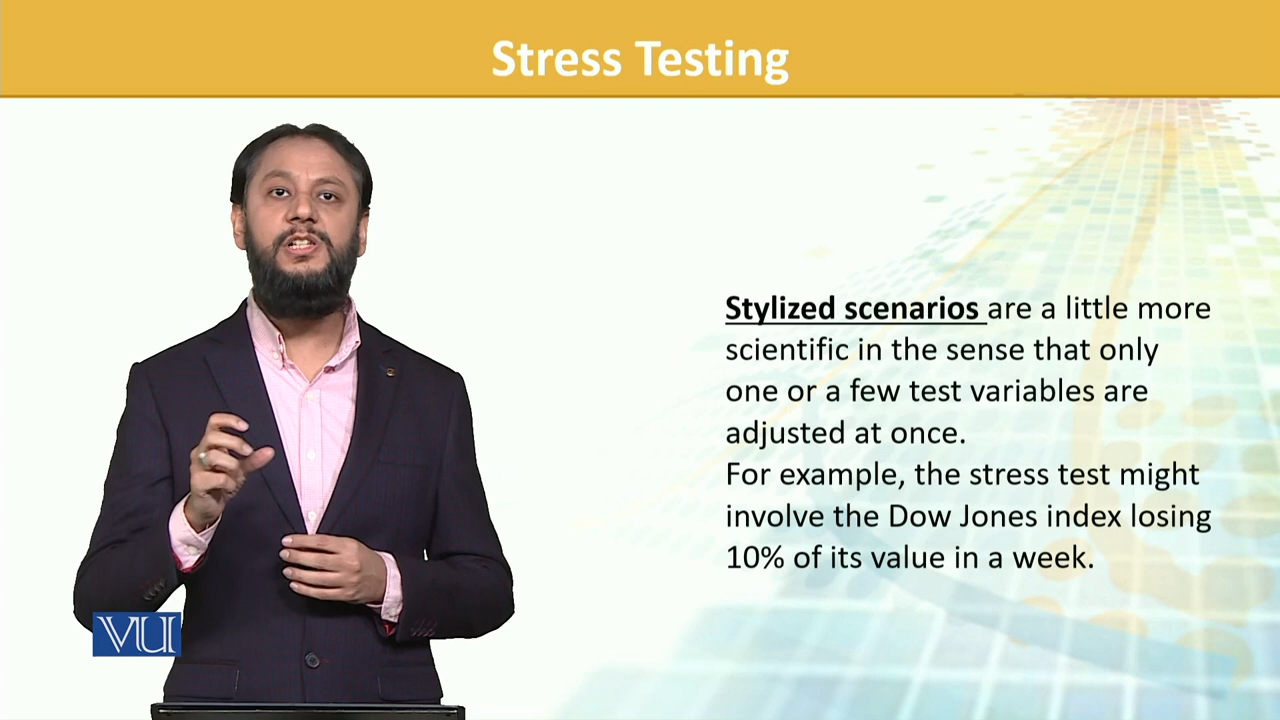 Stress Testing
Stylized scenarios are a little more
scientific in the sense that only
one or a few test variables are
adjusted at once.
For example, the stress test might
involve the Dow Jones index losing
10% of its value in a week.
VU